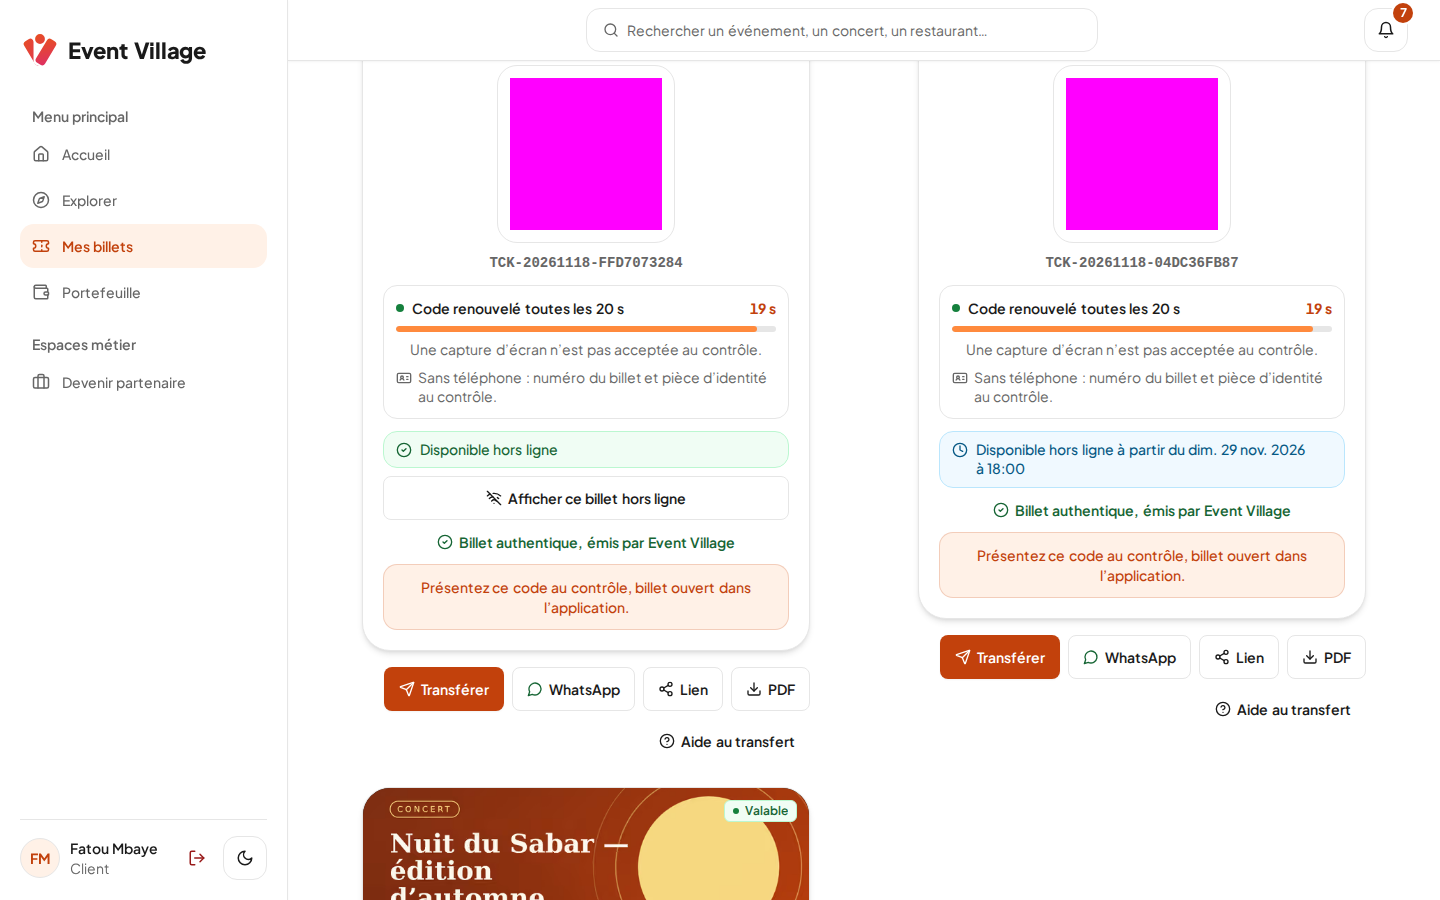 Event Village
Rechercher un événement, un concert, un restaurant…
7
Menu principal
Accueil
Explorer
Mes billets
Portefeuille
Espaces métier
Devenir partenaire
FM
Fatou Mbaye
Client
TCK-20261118-FFD7073284
Code renouvelé toutes les 20 s
19 s
Une capture d’écran n’est pas acceptée au contrôle.
Sans téléphone : numéro du billet et pièce d’identité
au contrôle.
Disponible hors ligne
Afficher ce billet hors ligne
Billet authentique, émis par Event Village
Présentez ce code au contrôle, billet ouvert dans
l’application.
Transférer
WhatsApp
Lien
PDF
Aide au transfert
TCK-20261118-04DC36FB87
Code renouvelé toutes les 20 s
19 s
Une capture d’écran n’est pas acceptée au contrôle.
Sans téléphone : numéro du billet et pièce d’identité
au contrôle.
Disponible hors ligne à partir du dim. 29 nov. 2026
à 18:00
Billet authentique, émis par Event Village
Présentez ce code au contrôle, billet ouvert dans
l’application.
Transférer
WhatsApp
Lien
PDF
Aide au transfert
CONCERT
Valable
Nuit du Sabar —
édition
d’automne